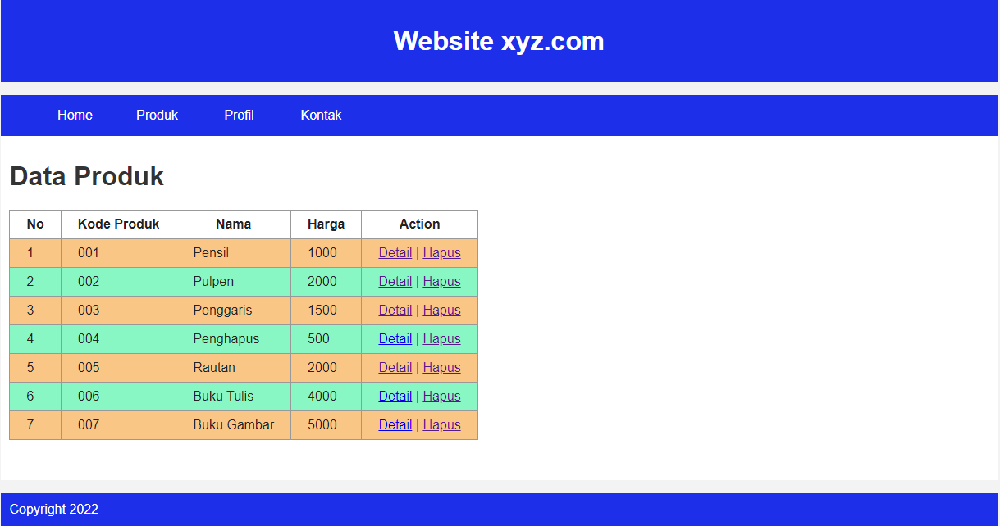 Website xyz.com
Home Produk Profil Kontak
Data Produk
No Kode Produk Nama Harga Action
1 001 Pensil 1000 Detail | Hapus
2 002 Pulpen 2000 Detail | Hapus
3 003 Penggaris 1500 Detail | Hapus
4 004 Penghapus 500 Detail | Hapus
5 005 Rautan 2000 Detail | Hapus
6 006 Buku Tulis 4000 Detail | Hapus
7 007 Buku Gambar 5000 Detail | Hapus
Copyright 2022